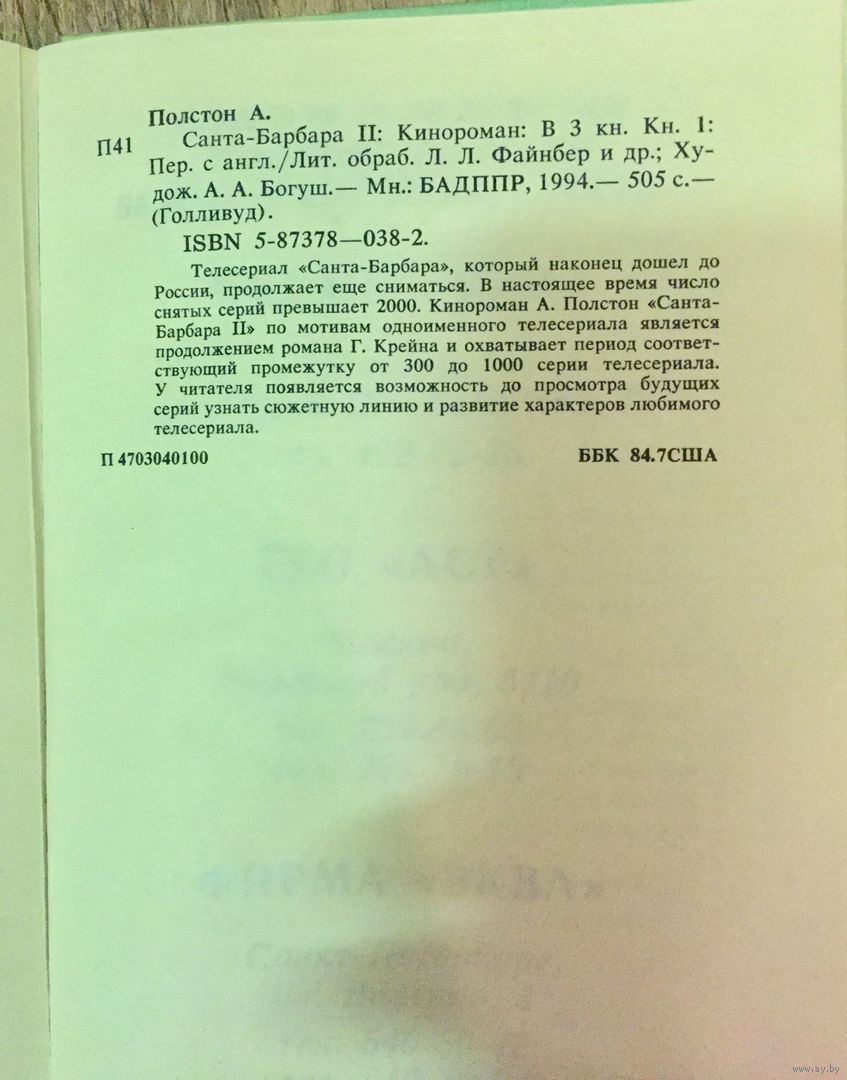 Полстон А.
П41 Санта-Барбара II: Кинороман: В 3 кн. Кн. 1:
Пер. с англ./Лит. обраб. Л. Л. Файнбер и др.; Ху-
дож. А. А. Богуш.— Мн.: БАДППР, 1994.— 505 с.—
(Голливуд).
ISBN 5-87378—038-2.
Телесериал «Санта-Барбара», который наконец дошел до
России, продолжает еще сниматься. В настоящее время число
снятых серий превышает 2000. Кинороман А. Полстон «Санта-
Барбара II» по мотивам одноименного телесериала является
продолжением романа Г. Крейна и охватывает период соответ-
ствующий промежутку от 300 до 1000 серии телесериала.
У читателя появляется возможность до просмотра будущих
серий узнать сюжетную линию и развитие характеров любимого
телесериала.
П 4703040100 ББК 84.7США
www.ay.by